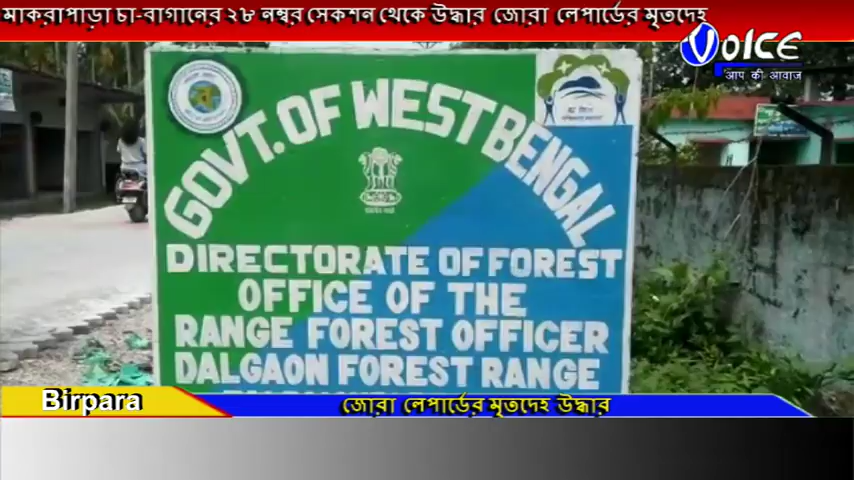 মাকরাপাড়া চা-বাগানের ২৮ নম্বর সেকশন থেকে উদ্ধার জোরা লেপার্ডের মৃতদেহ
VOICE
आप की आवाज
GOVT. OF WEST BENGAL
DIRECTORATE OF FOREST
OFFICE OF THE
RANGE FOREST OFFICER
DALGAON FOREST RANGE
Birpara
জোরা লেপার্ডের মৃতদেহ উদ্ধার